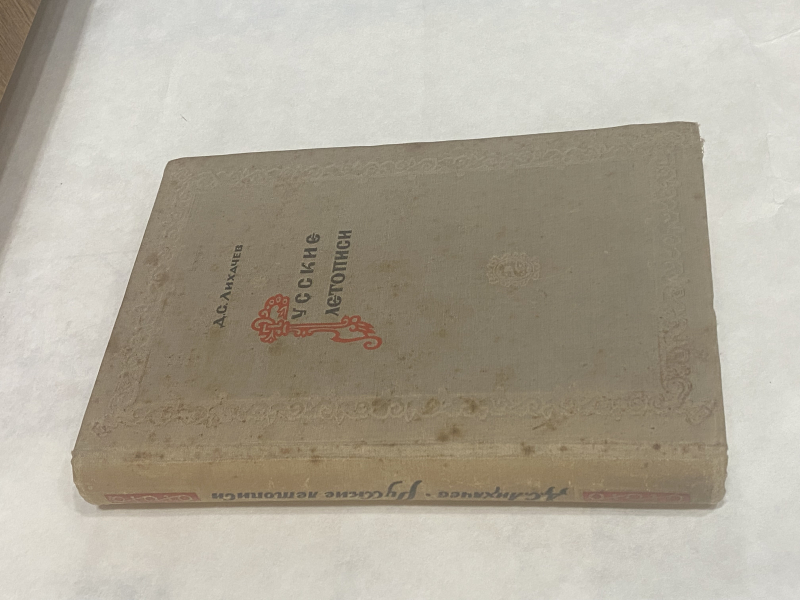 Д.С. Лихачев
Русские
летописи
Д.С. Лихачев • Русские летописи